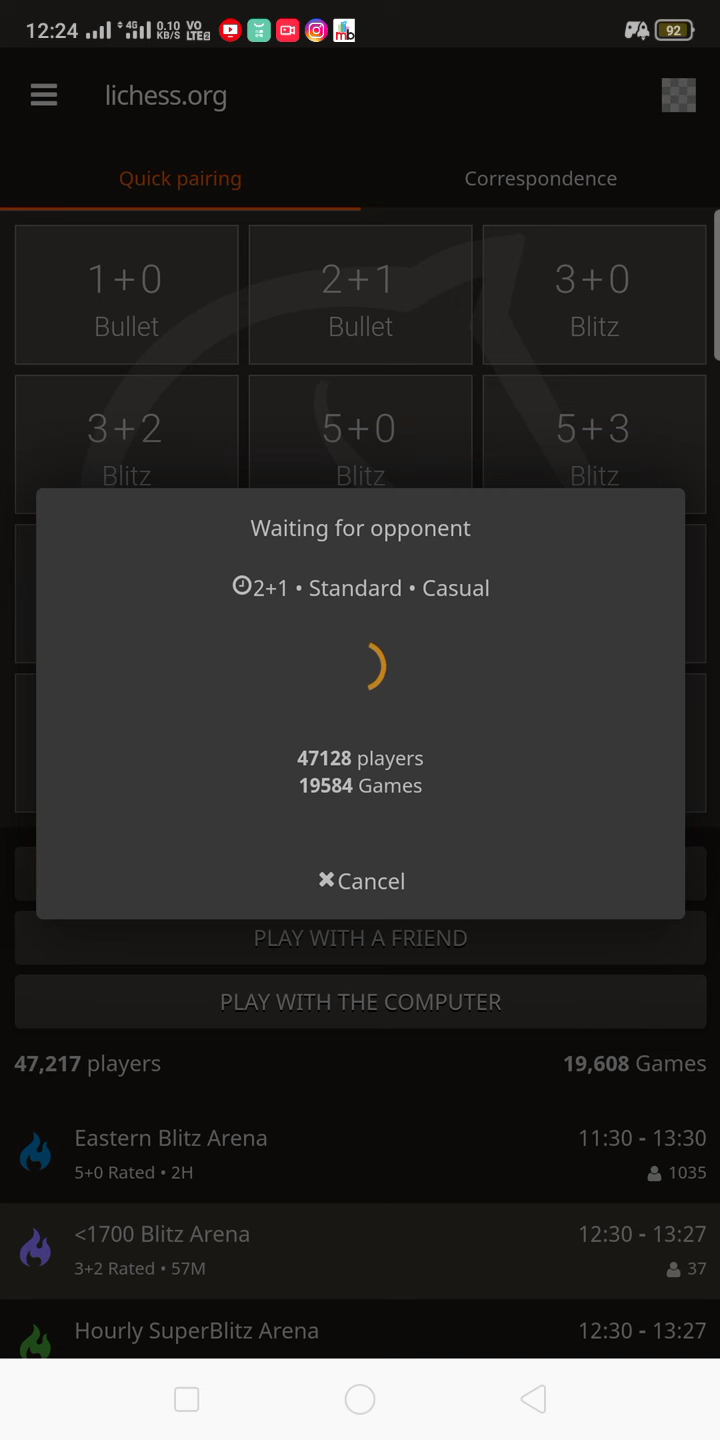 12:24 4G 0.10 KB/S VO LTE2 mb 92
lichess.org
Quick pairing Correspondence
1+0 2+1 3+0
Bullet Bullet Blitz
3+2 5+0 5+3
Blitz Blitz Blitz
Waiting for opponent
2+1 • Standard • Casual
47128 players
19584 Games
Cancel
PLAY WITH A FRIEND
PLAY WITH THE COMPUTER
47,217 players 19,608 Games
Eastern Blitz Arena 11:30 - 13:30
5+0 Rated • 2H 1035
<1700 Blitz Arena 12:30 - 13:27
3+2 Rated • 57M 37
Hourly SuperBlitz Arena 12:30 - 13:27